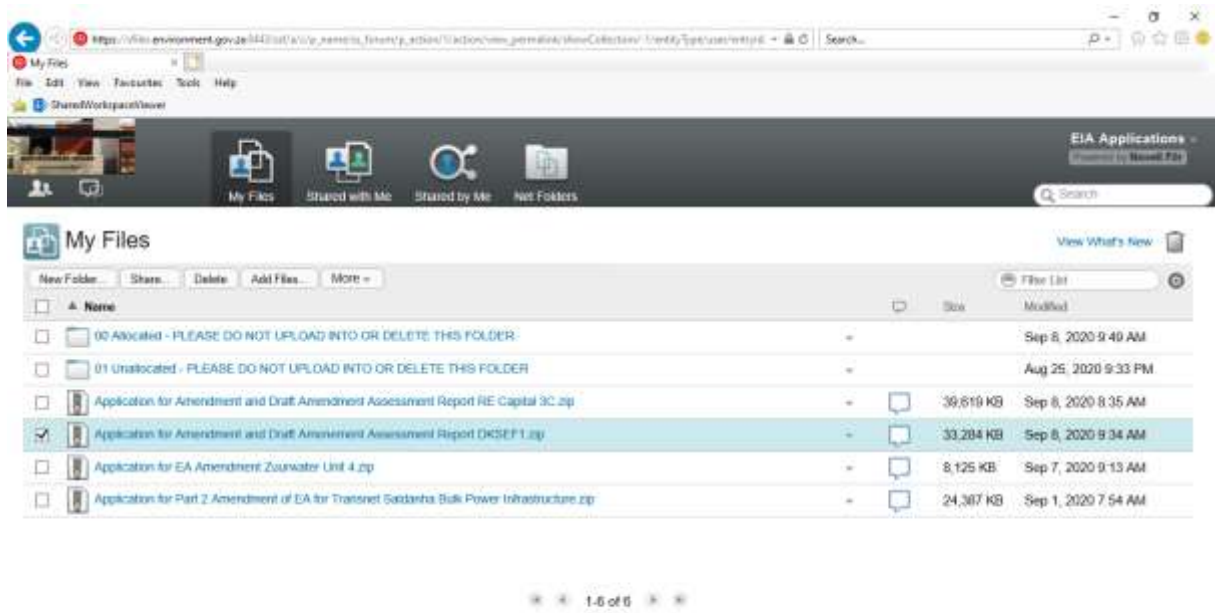 My Files
File Edit View Favourites Tools Help
SharedWorkspaceViewer
Search...
EIA Applications
Powered by Novell Filr
My Files Shared with Me Shared by Me Net Folders
Search
My Files
View What's New
New Folder... Share... Delete Add Files... More
Filter List
Name Size Modified
00 Allocated - PLEASE DO NOT UPLOAD INTO OR DELETE THIS FOLDER Sep 8, 2020 9:49 AM
01 Unallocated - PLEASE DO NOT UPLOAD INTO OR DELETE THIS FOLDER Aug 25, 2020 9:33 PM
Application for Amendment and Draft Amendment Assessment Report RE Capital 3C.zip 39,619 KB Sep 8, 2020 8:35 AM
Application for Amendment and Draft Amenement Assessment Report DKSEF1.zip 33,284 KB Sep 8, 2020 9:34 AM
Application for EA Amendment Zuurwater Unit 4.zip 8,125 KB Sep 7, 2020 9:13 AM
Application for Part 2 Amendment of EA for Transnet Saldanha Bulk Power Infrastructure.zip 24,387 KB Sep 1, 2020 7:54 AM
1-6 of 6